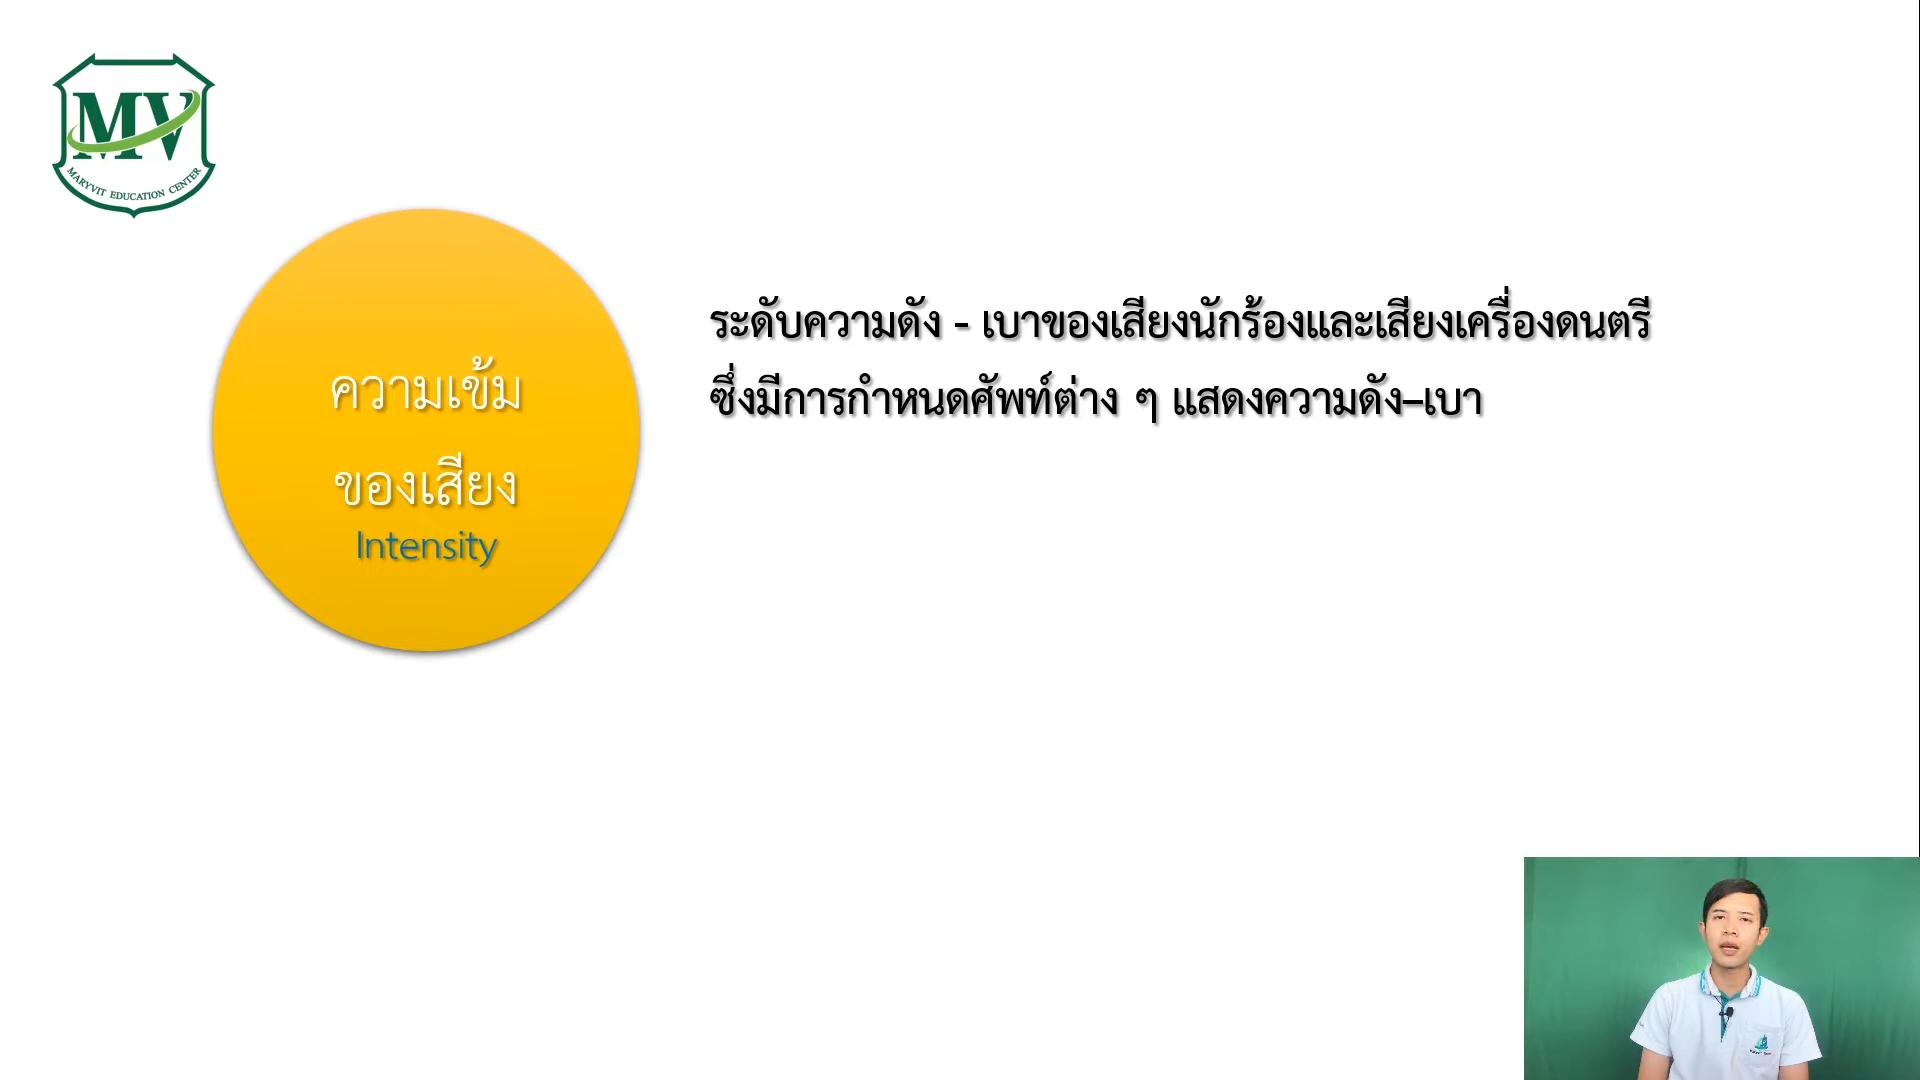 MV
MARYVIT EDUCATION CENTER
ความเข้ม
ของเสียง
Intensity
ระดับความดัง - เบาของเสียงนักร้องและเสียงเครื่องดนตรี
ซึ่งมีการกำหนดศัพท์ต่าง ๆ แสดงความดัง–เบา